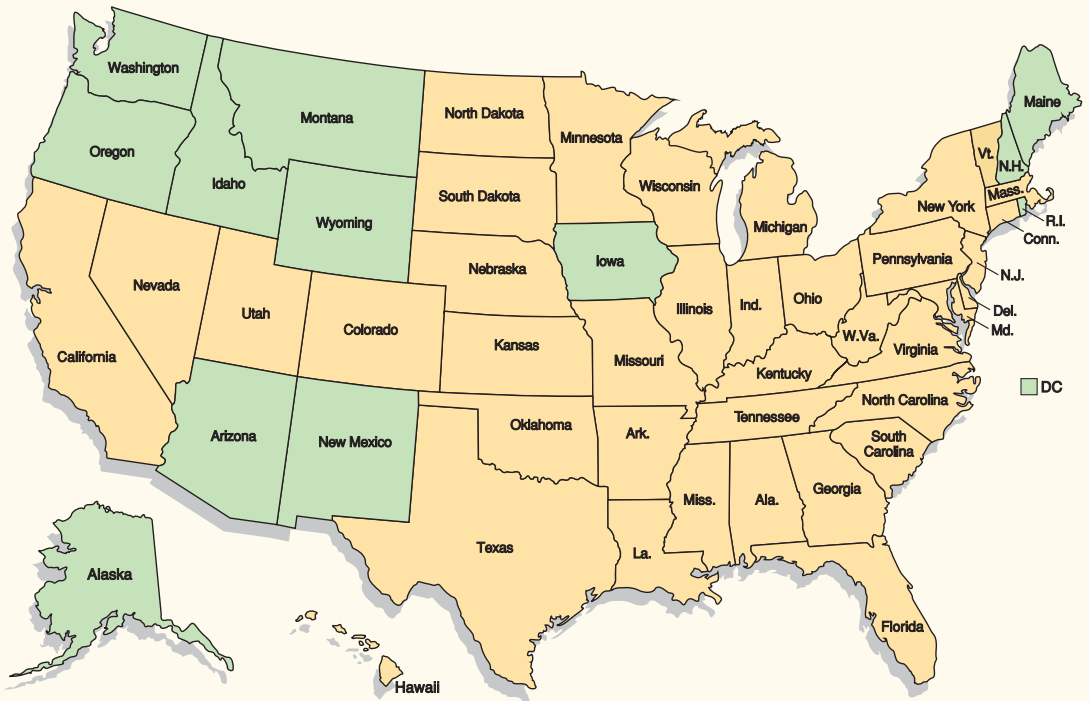 Washington
Maine
Montana
North Dakota
Minnesota
Oregon
Vt.
N.H.
Idaho
Wisconsin
Mass.
South Dakota
New York
Wyoming
Michigan
R.I.
Conn.
Iowa
Pennsylvania
Nebraska
N.J.
Nevada
Ohio
Ind.
Illinois
Utah
Del.
Colorado
Md.
W.Va.
Kansas
Virginia
California
Missouri
Kentucky
DC
North Carolina
Tennessee
Oklahoma
Ark.
Arizona
New Mexico
South
Carolina
Georgia
Miss.
Ala.
Texas
La.
Alaska
Florida
Hawaii